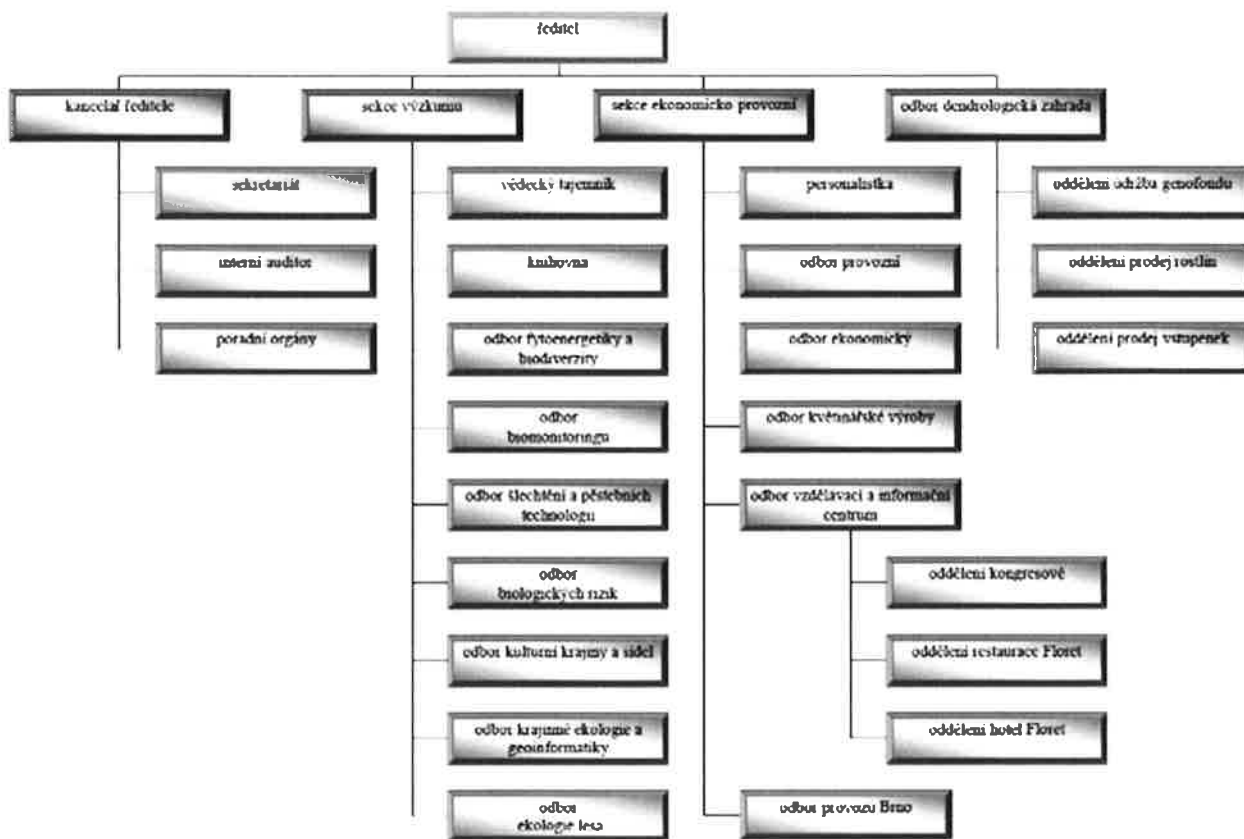 ředitel
kancelař ředitele
sekce výzkumu
sekce ekonomicko provozní
odbor dendrologická zahrada
sekretariát
vědecký tajemník
personalistka
oddělení údržba genofondu
interní auditor
knihovna
odbor provozní
oddělení prodej rostlin
poradní orgány
odbor fytoenergetiky a
biodiverzity
odbor ekonomický
oddělení prodej vstupenek
odbor
biomonitoringu
odbor květinářské výroby
odbor šlechtění a pěstebních
technologií
odbor vzdělávací a informační
centrum
odbor
biologických rizik
oddělení kongresové
odbor kulturní krajiny a sídel
oddělení restaurace Floret
odbor krajinné ekologie a
geoinformatiky
oddělení hotel Floret
odbor
ekologie lesa
odbor provozu Brno